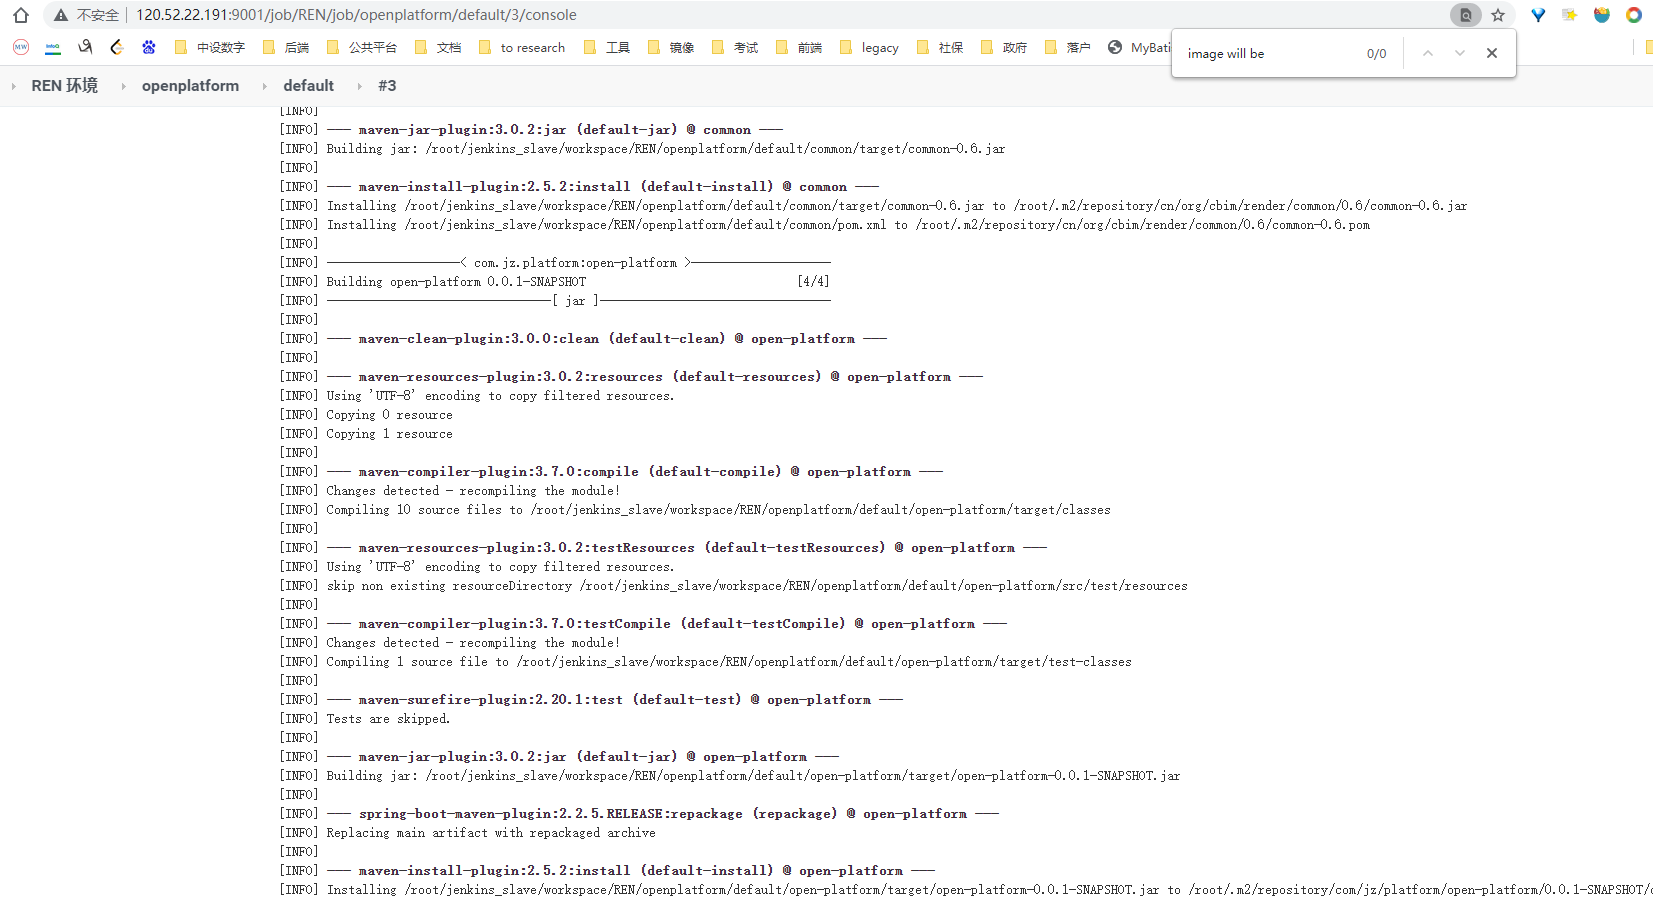 不安全 | 120.52.22.191:9001/job/REN/job/openplatform/default/3/console
中设数字 后端 公共平台 文档 to research 工具 镜像 考试 前端 legacy 社保 政府 落户 MyBati
image will be 0/0
REN 环境 openplatform default #3
[INFO]
[INFO] --- maven-jar-plugin:3.0.2:jar (default-jar) @ common ---
[INFO] Building jar: /root/jenkins_slave/workspace/REN/openplatform/default/common/target/common-0.6.jar
[INFO]
[INFO] --- maven-install-plugin:2.5.2:install (default-install) @ common ---
[INFO] Installing /root/jenkins_slave/workspace/REN/openplatform/default/common/target/common-0.6.jar to /root/.m2/repository/cn/org/cbim/render/common/0.6/common-0.6.jar
[INFO] Installing /root/jenkins_slave/workspace/REN/openplatform/default/common/pom.xml to /root/.m2/repository/cn/org/cbim/render/common/0.6/common-0.6.pom
[INFO]
[INFO] -------------------< com.jz.platform:open-platform >--------------------
[INFO] Building open-platform 0.0.1-SNAPSHOT [4/4]
[INFO] --------------------------------[ jar ]---------------------------------
[INFO]
[INFO] --- maven-clean-plugin:3.0.0:clean (default-clean) @ open-platform ---
[INFO]
[INFO] --- maven-resources-plugin:3.0.2:resources (default-resources) @ open-platform ---
[INFO] Using 'UTF-8' encoding to copy filtered resources.
[INFO] Copying 0 resource
[INFO] Copying 1 resource
[INFO]
[INFO] --- maven-compiler-plugin:3.7.0:compile (default-compile) @ open-platform ---
[INFO] Changes detected - recompiling the module!
[INFO] Compiling 10 source files to /root/jenkins_slave/workspace/REN/openplatform/default/open-platform/target/classes
[INFO]
[INFO] --- maven-resources-plugin:3.0.2:testResources (default-testResources) @ open-platform ---
[INFO] Using 'UTF-8' encoding to copy filtered resources.
[INFO] skip non existing resourceDirectory /root/jenkins_slave/workspace/REN/openplatform/default/open-platform/src/test/resources
[INFO]
[INFO] --- maven-compiler-plugin:3.7.0:testCompile (default-testCompile) @ open-platform ---
[INFO] Changes detected - recompiling the module!
[INFO] Compiling 1 source file to /root/jenkins_slave/workspace/REN/openplatform/default/open-platform/target/test-classes
[INFO]
[INFO] --- maven-surefire-plugin:2.20.1:test (default-test) @ open-platform ---
[INFO] Tests are skipped.
[INFO]
[INFO] --- maven-jar-plugin:3.0.2:jar (default-jar) @ open-platform ---
[INFO] Building jar: /root/jenkins_slave/workspace/REN/openplatform/default/open-platform/target/open-platform-0.0.1-SNAPSHOT.jar
[INFO]
[INFO] --- spring-boot-maven-plugin:2.2.5.RELEASE:repackage (repackage) @ open-platform ---
[INFO] Replacing main artifact with repackaged archive
[INFO]
[INFO] --- maven-install-plugin:2.5.2:install (default-install) @ open-platform ---
[INFO] Installing /root/jenkins_slave/workspace/REN/openplatform/default/open-platform/target/open-platform-0.0.1-SNAPSHOT.jar to /root/.m2/repository/com/jz/platform/open-platform/0.0.1-SNAPSHOT/